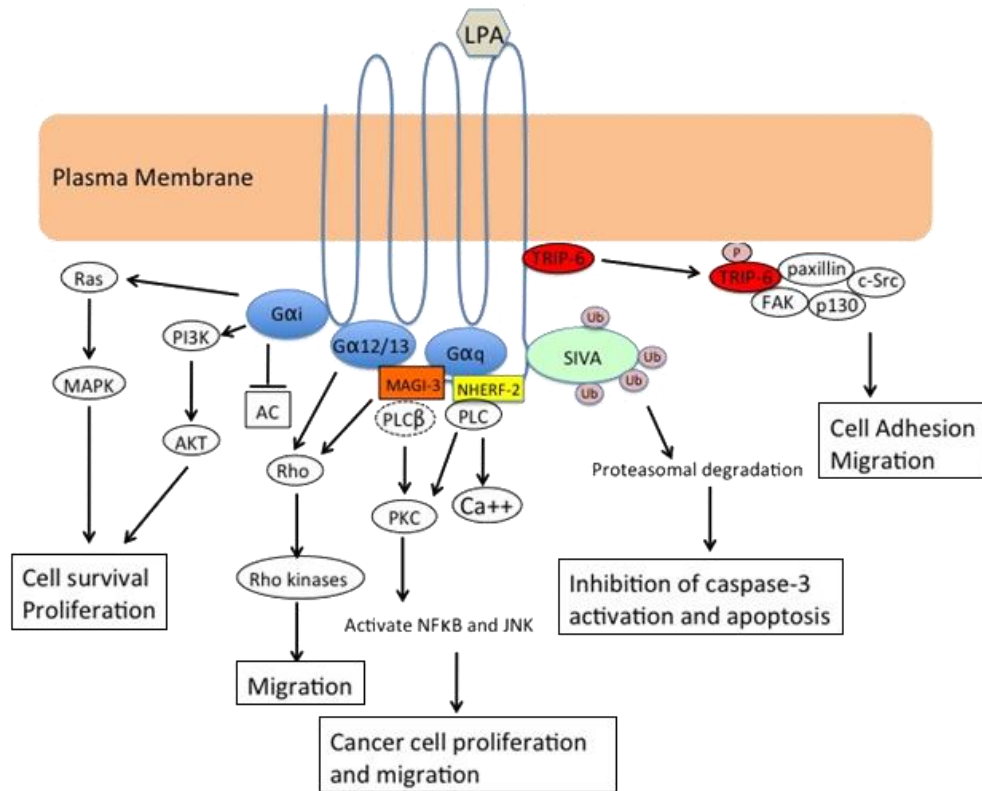 LPA
Plasma Membrane
TRIP-6
P
TRIP-6
paxillin
c-Src
FAK
p130
Ras
Gαi
PI3K
Gα12/13
Gαq
SIVA
Ub
Ub
Ub
Ub
MAPK
AC
MAGI-3
NHERF-2
PLCβ
PLC
AKT
Rho
PKC
Ca++
Proteasomal degradation
Cell Adhesion
Migration
Cell survival
Proliferation
Rho kinases
Inhibition of caspase-3
activation and apoptosis
Activate NFκB and JNK
Migration
Cancer cell proliferation
and migration